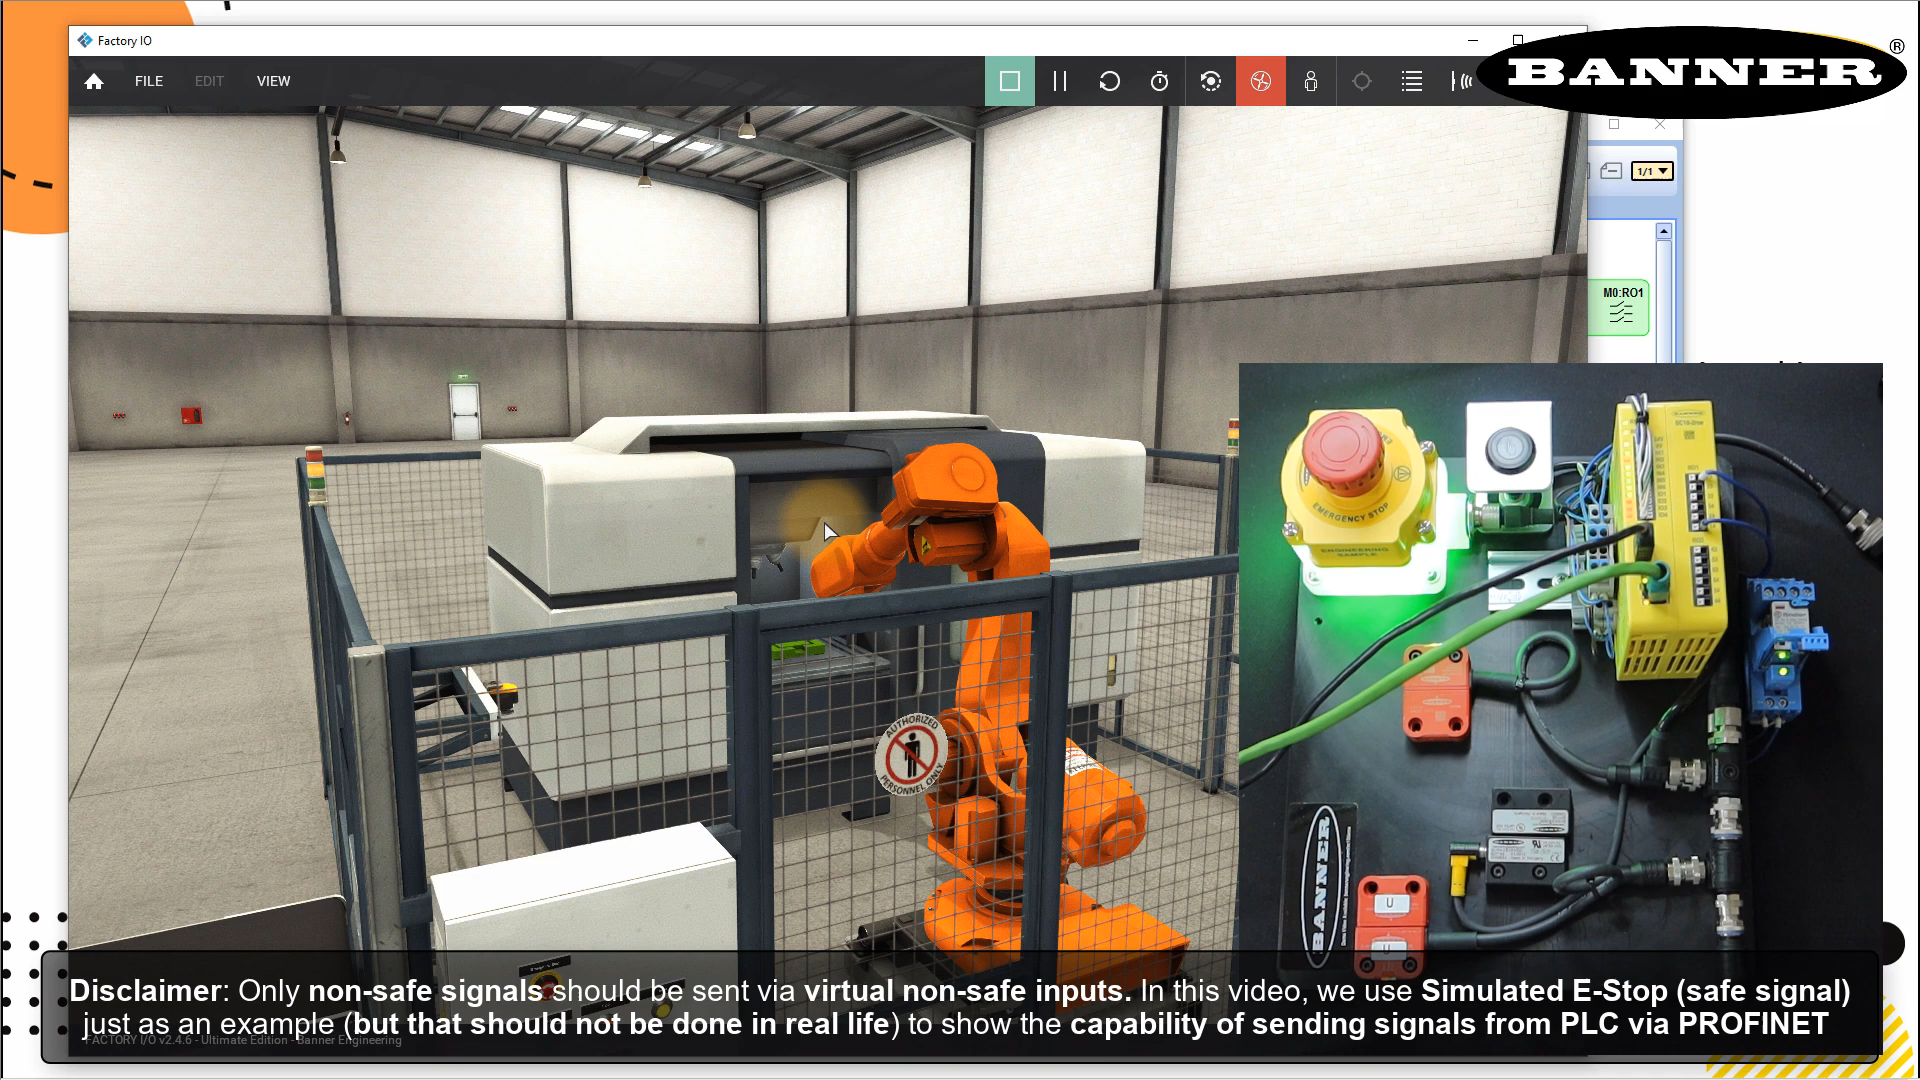 Factory IO
BANNER
®
FILE
EDIT
VIEW
1/1
M0:RO1
EMERGENCY STOP
ENGINEERING
SAMPLE
AUTHORIZED
PERSONNEL ONLY
BANNER
Disclaimer: Only non-safe signals should be sent via virtual non-safe inputs. In this video, we use Simulated E-Stop (safe signal)
just as an example (but that should not be done in real life) to show the capability of sending signals from PLC via PROFINET
FACTORY I/O v2.4.6 - Ultimate Edition - Banner Engineering